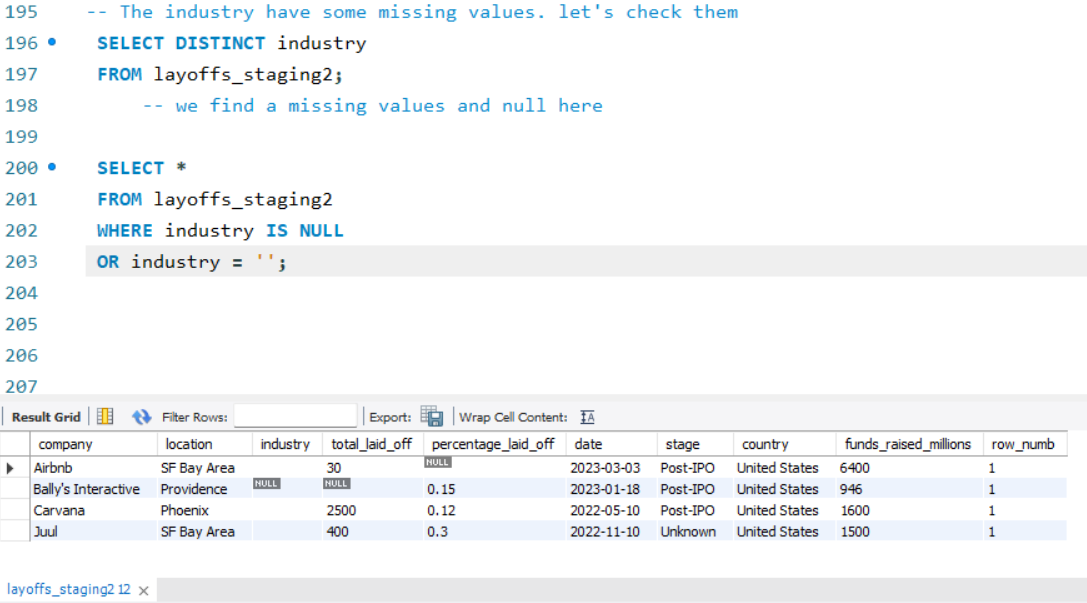 195 -- The industry have some missing values. let's check them
196 SELECT DISTINCT industry
197 FROM layoffs_staging2;
198 -- we find a missing values and null here
199
200 SELECT *
201 FROM layoffs_staging2
202 WHERE industry IS NULL
203 OR industry = '';
204
205
206
207
Result Grid Filter Rows: Export: Wrap Cell Content: IA
company location industry total_laid_off percentage_laid_off date stage country funds_raised_millions row_numb
Airbnb SF Bay Area 30 NULL 2023-03-03 Post-IPO United States 6400 1
Bally's Interactive Providence NULL NULL 0.15 2023-01-18 Post-IPO United States 946 1
Carvana Phoenix 2500 0.12 2022-05-10 Post-IPO United States 1600 1
Juul SF Bay Area 400 0.3 2022-11-10 Unknown United States 1500 1
layoffs_staging2 12